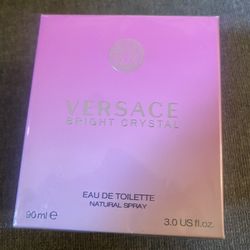 VERSACE
BRIGHT CRYSTAL
EAU DE TOILETTE
NATURAL SPRAY
90 ml e
3.0 US fl.oz.